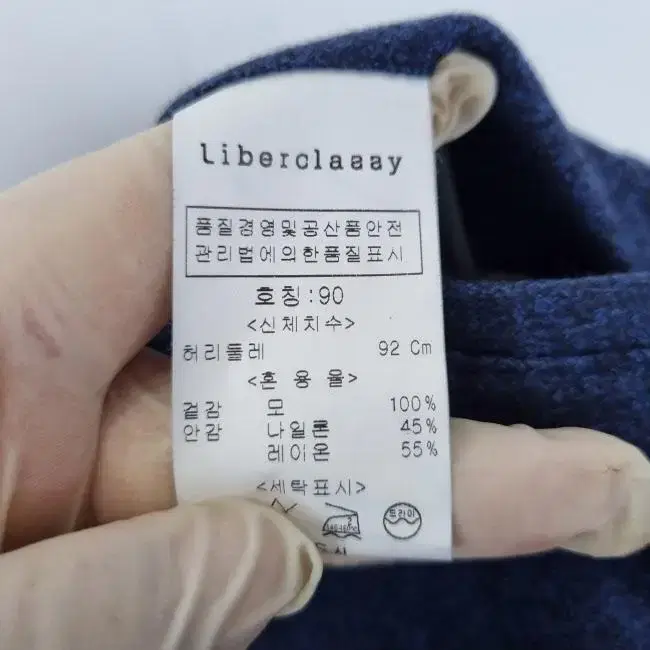 liberclassy
품질경영및공산품안전
관리법에의한품질표시
호칭:90
<신체치수>
허리둘레 92 Cm
<혼 용 율>
겉감 모 100%
안감 나일론 45%
레이온 55%
<세탁표시>
드라이